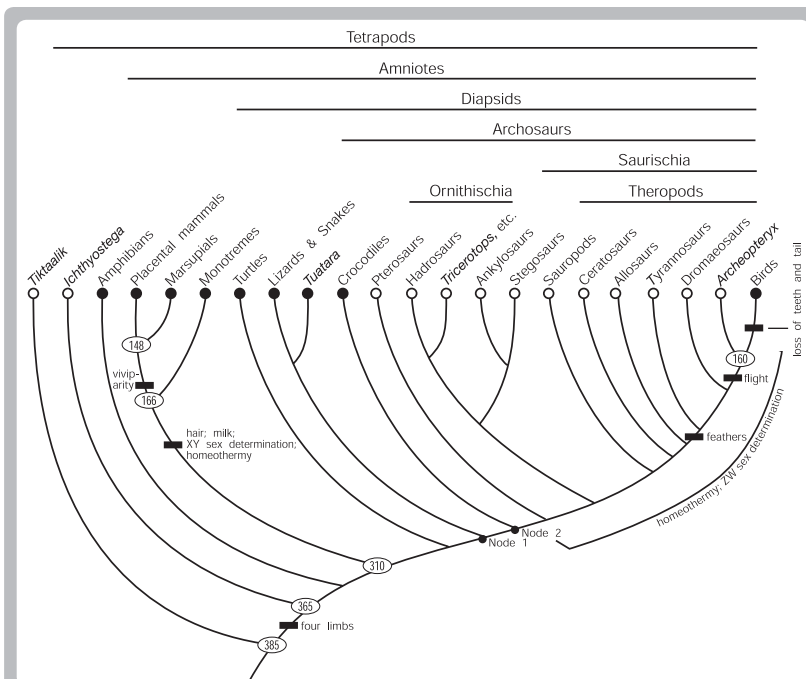 Tetrapods
Amniotes
Diapsids
Archosaurs
Saurischia
Ornithischia
Theropods
Tiktaalik
Ichthyostega
Amphibians
Placental mammals
Marsupials
Monotremes
Turtles
Lizards & Snakes
Tuatara
Crocodiles
Pterosaurs
Hadrosaurs
Tricerotops, etc.
Ankylosaurs
Stegosaurs
Sauropods
Ceratosaurs
Allosaurs
Tyrannosaurs
Dromaeosaurs
Archeopteryx
Birds
loss of teeth and tail
148
160
vivip-
arity
flight
166
hair; milk;
XY sex determination;
homeothermy
feathers
homeothermy; ZW sex determination
Node 2
Node 1
310
365
four limbs
385